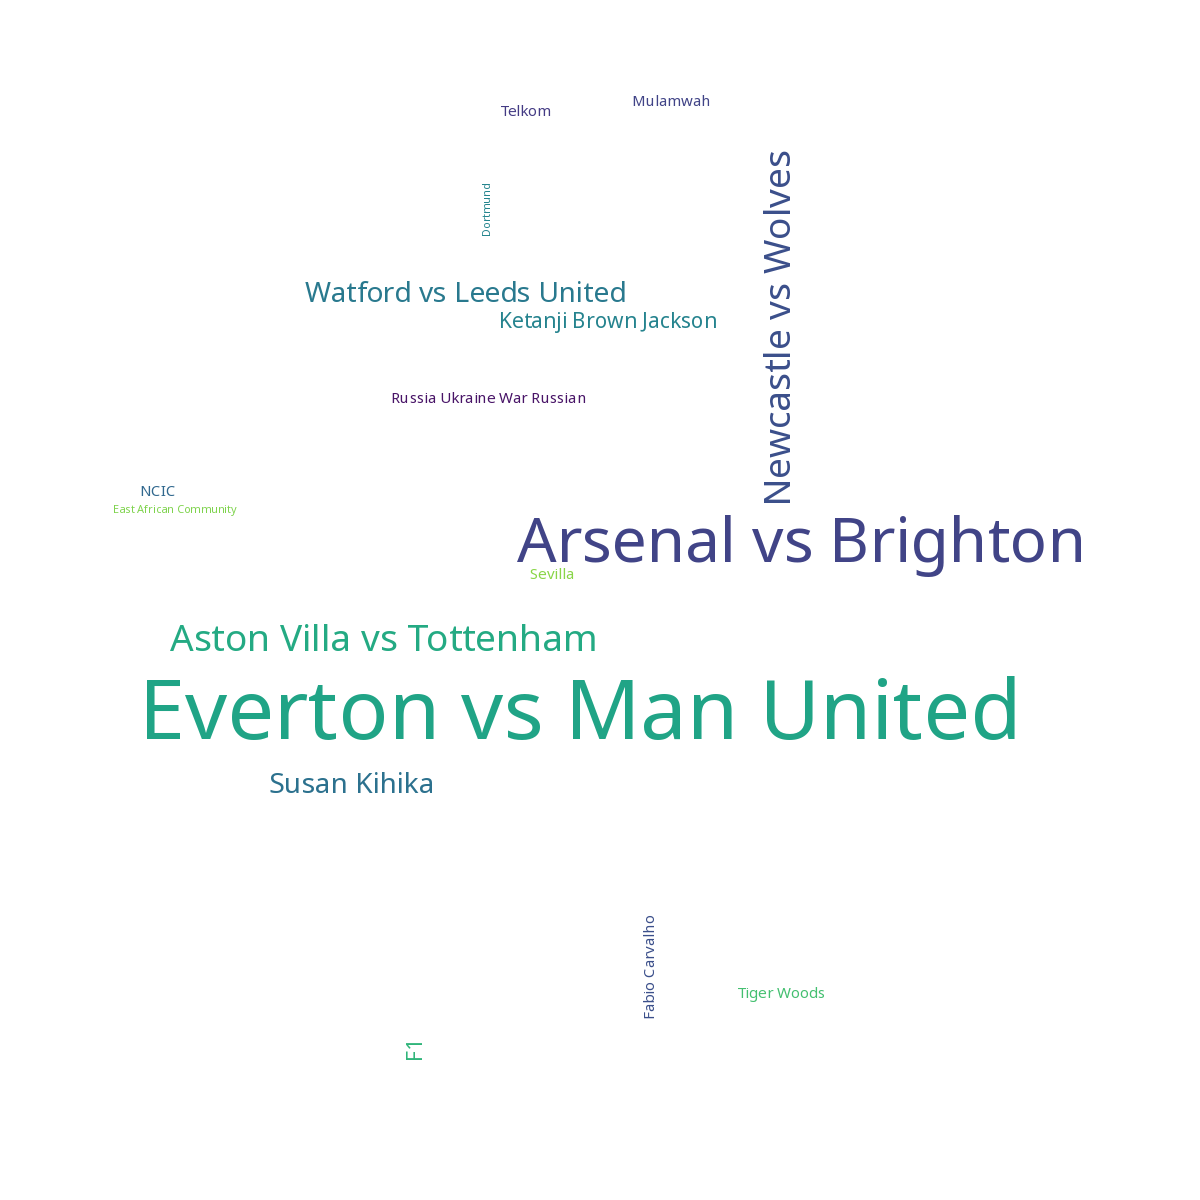 Mulamwah
Telkom
Newcastle vs Wolves
Dortmund
Watford vs Leeds United
Ketanji Brown Jackson
Russia Ukraine War Russian
NCIC
East African Community
Arsenal vs Brighton
Sevilla
Aston Villa vs Tottenham
Everton vs Man United
Susan Kihika
Fabio Carvalho
Tiger Woods
F1